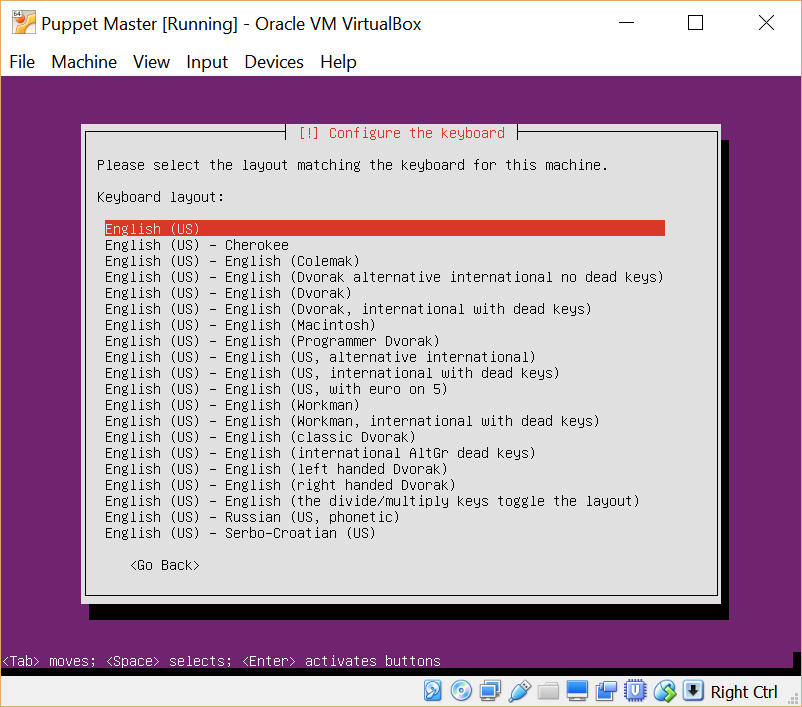 64
Puppet Master [Running] - Oracle VM VirtualBox
File Machine View Input Devices Help
[!] Configure the keyboard
Please select the layout matching the keyboard for this machine.
Keyboard layout:
English (US)
English (US) - Cherokee
English (US) - English (Colemak)
English (US) - English (Dvorak alternative international no dead keys)
English (US) - English (Dvorak)
English (US) - English (Dvorak, international with dead keys)
English (US) - English (Macintosh)
English (US) - English (Programmer Dvorak)
English (US) - English (US, alternative international)
English (US) - English (US, international with dead keys)
English (US) - English (US, with euro on 5)
English (US) - English (Workman)
English (US) - English (Workman, international with dead keys)
English (US) - English (classic Dvorak)
English (US) - English (international AltGr dead keys)
English (US) - English (left handed Dvorak)
English (US) - English (right handed Dvorak)
English (US) - English (the divide/multiply keys toggle the layout)
English (US) - Russian (US, phonetic)
English (US) - Serbo-Croatian (US)
<Go Back>
<Tab> moves; <Space> selects; <Enter> activates buttons
Right Ctrl